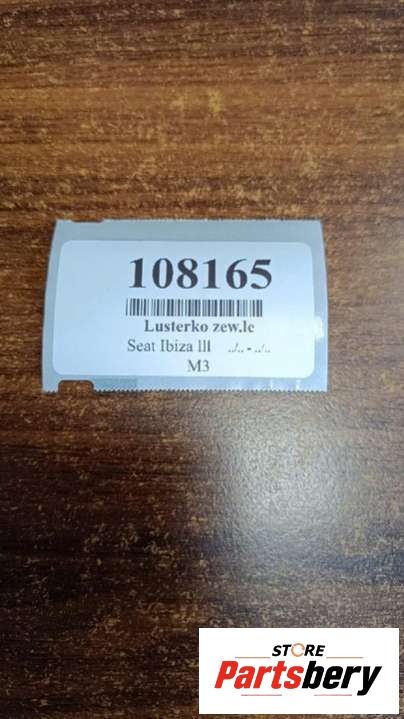 108165
Lusterko zew.le
Seat Ibiza III ../.. - ../..
M3
STORE
Partsbery